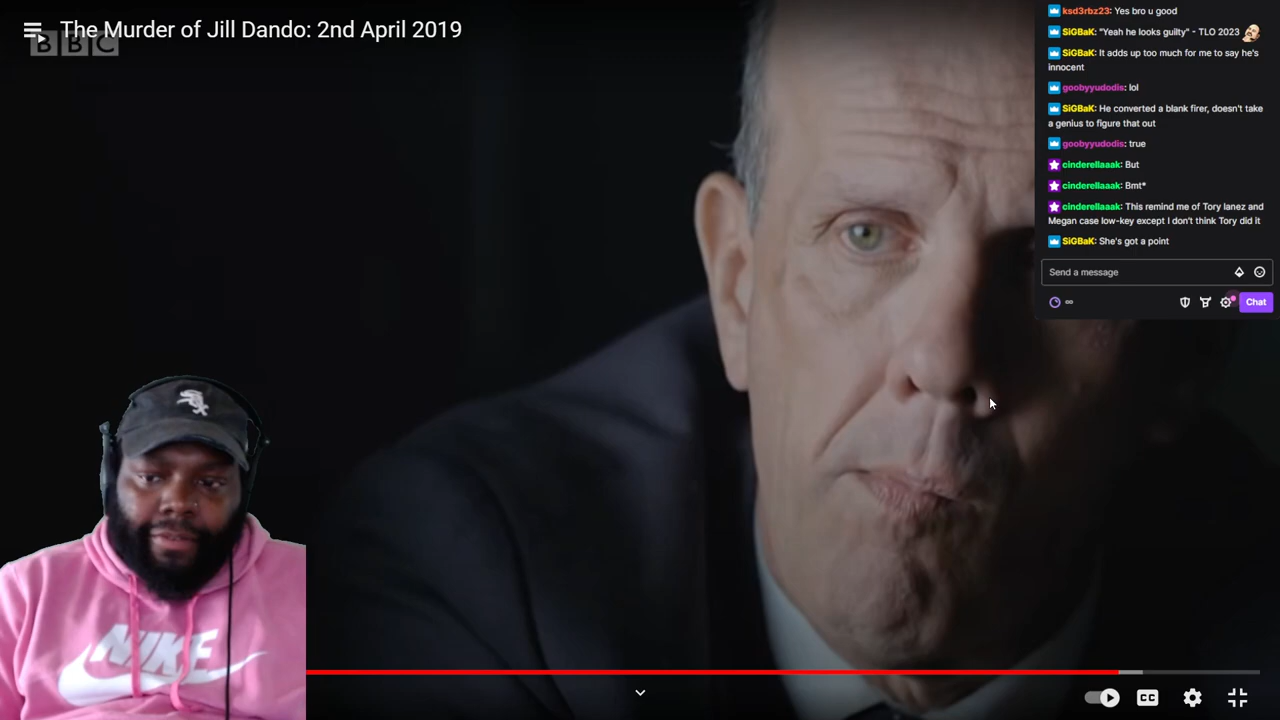 The Murder of Jill Dando: 2nd April 2019
BBC
ksd3rbz23: Yes bro u good
SiGBaK: "Yeah he looks guilty" - TLO 2023
SiGBaK: It adds up too much for me to say he's
innocent
goobyyudodis: lol
SiGBaK: He converted a blank firer, doesn't take
a genius to figure that out
goobyyudodis: true
cinderellaaak: But
cinderellaaak: Bmt*
cinderellaaak: This remind me of Tory lanez and
Megan case low-key except I don't think Tory did it
SiGBaK: She's got a point
Send a message
∞
Chat
NIKE
CC